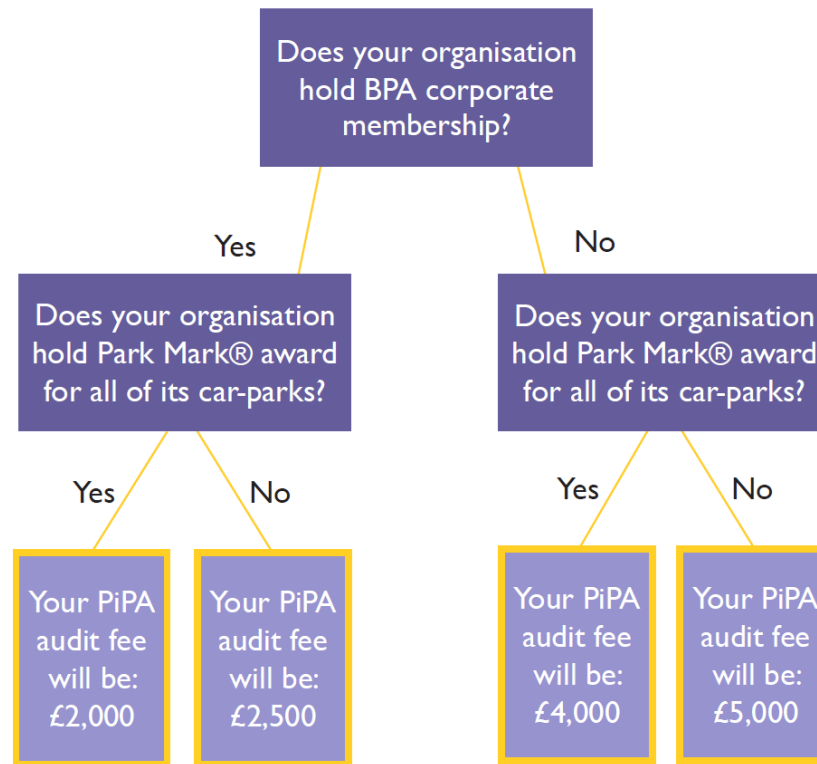 Does your organisation
hold BPA corporate
membership?
Yes
No
Does your organisation
hold Park Mark® award
for all of its car-parks?
Does your organisation
hold Park Mark® award
for all of its car-parks?
Yes
No
Yes
No
Your PiPA
audit fee
will be:
£2,000
Your PiPA
audit fee
will be:
£2,500
Your PiPA
audit fee
will be:
£4,000
Your PiPA
audit fee
will be:
£5,000